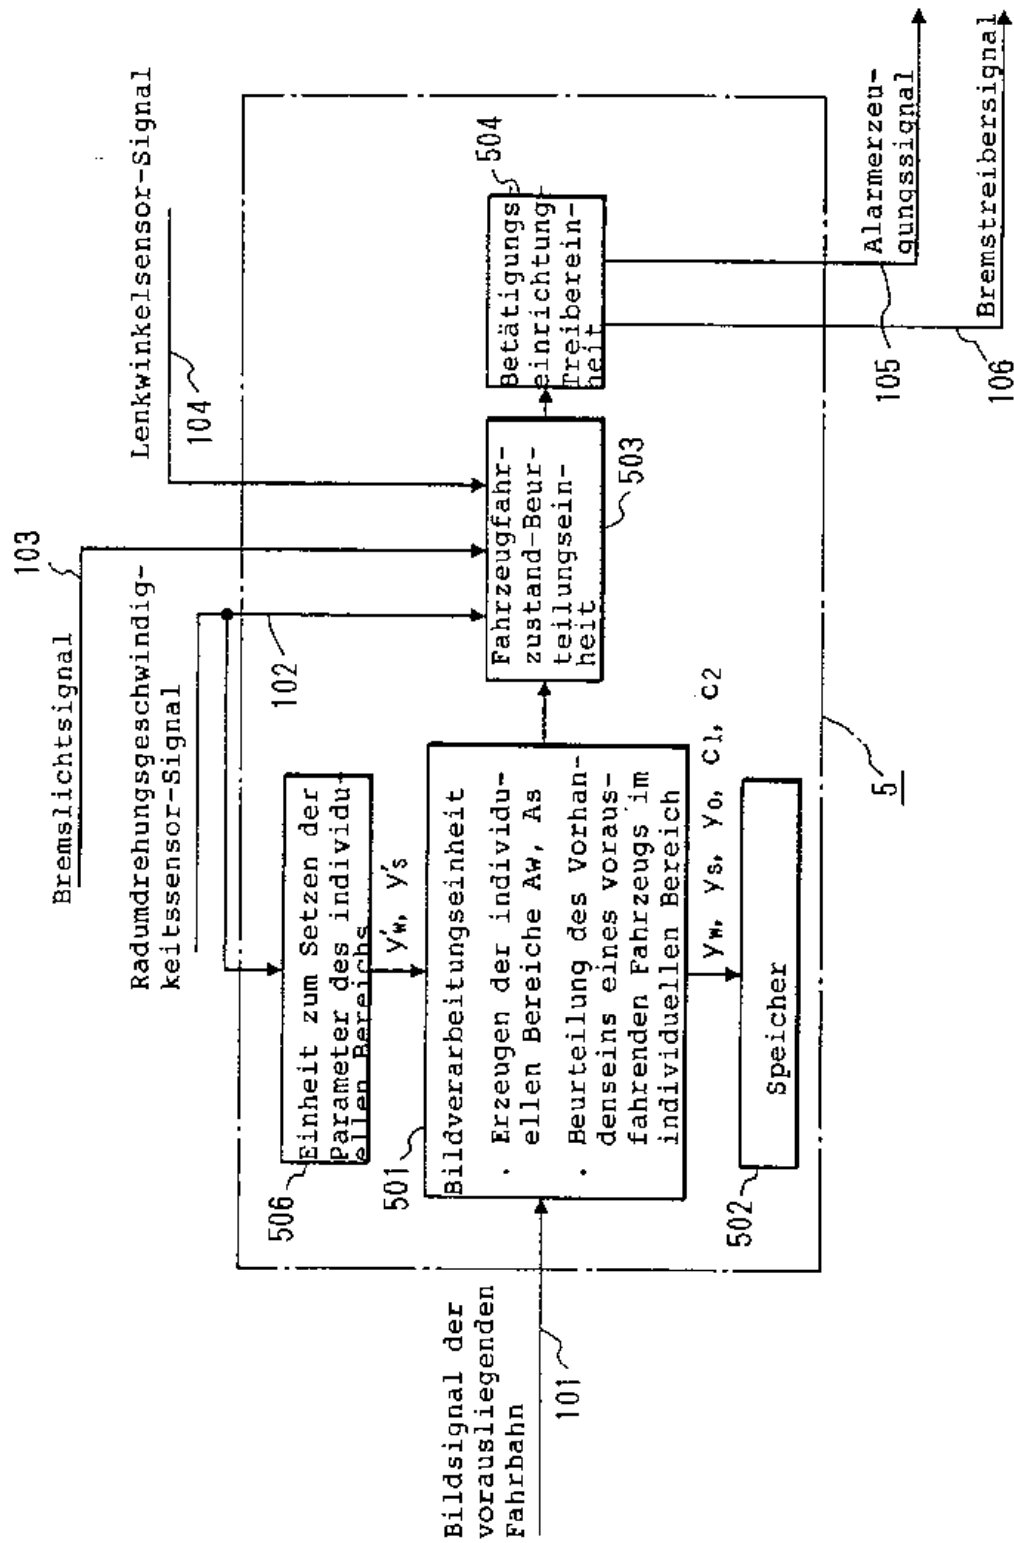 Bremslichtsignal
103
Radumdrehungsgeschwindig-
keitssensor-Signal
102
Lenkwinkelsensor-Signal
104
506
Einheit zum Setzen der
Parameter des individu-
ellen Bereichs
y'w, y's
Bildsignal der
vorausliegenden
Fahrbahn
101
501
Bildverarbeitungseinheit
· Erzeugen der individu-
ellen Bereiche Aw, As
· Beurteilung des Vorhan-
denseins eines voraus-
fahrenden Fahrzeugs im
individuellen Bereich
yw, ys, yo, C1, C2
502
Speicher
Fahrzeugfahr-
zustand-Beur-
teilungsein-
heit
503
504
Betätigungs
einrichtung-
Treiberein-
heit
5
105
Alarmerzeu-
gungssignal
106
Bremstreibersignal